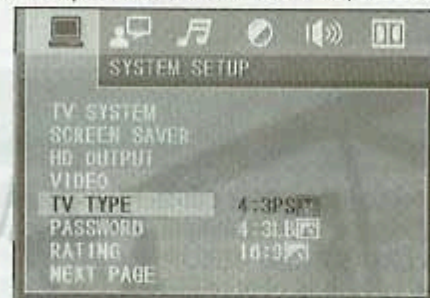 SYSTEM SETUP
TV SYSTEM
SCREEN SAVER
HD OUTPUT
VIDEO
TV TYPE 4:3PS
PASSWORD 4:3LB
RATING 16:9
NEXT PAGE